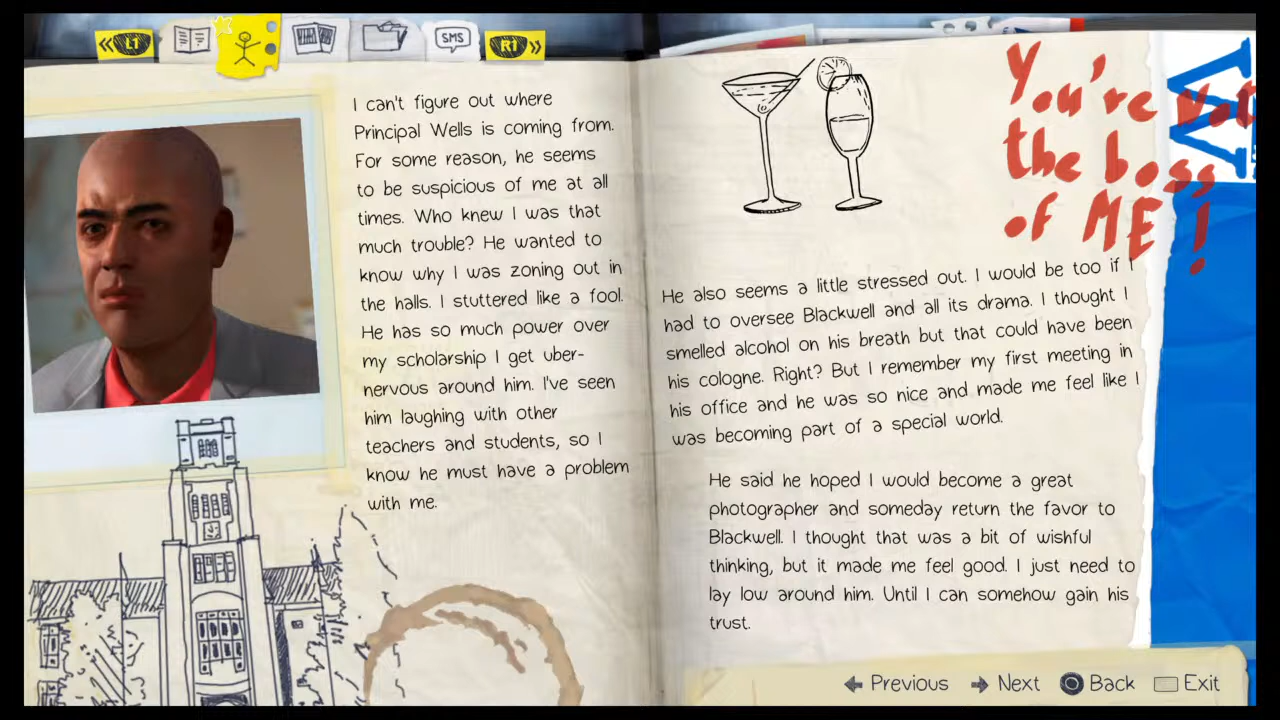 L1
SMS
R1
I can't figure out where
Principal Wells is coming from.
For some reason, he seems
to be suspicious of me at all
times. Who knew I was that
much trouble? He wanted to
know why I was zoning out in
the halls. I stuttered like a fool.
He has so much power over
my scholarship I get uber-
nervous around him. I've seen
him laughing with other
teachers and students, so I
know he must have a problem
with me.
You're not
the boss
of ME!
W
He also seems a little stressed out. I would be too if I
had to oversee Blackwell and all its drama. I thought I
smelled alcohol on his breath but that could have been
his cologne. Right? But I remember my first meeting in
his office and he was so nice and made me feel like I
was becoming part of a special world.
He said he hoped I would become a great
photographer and someday return the favor to
Blackwell. I thought that was a bit of wishful
thinking, but it made me feel good. I just need to
lay low around him. Until I can somehow gain his
trust.
Previous Next Back Exit